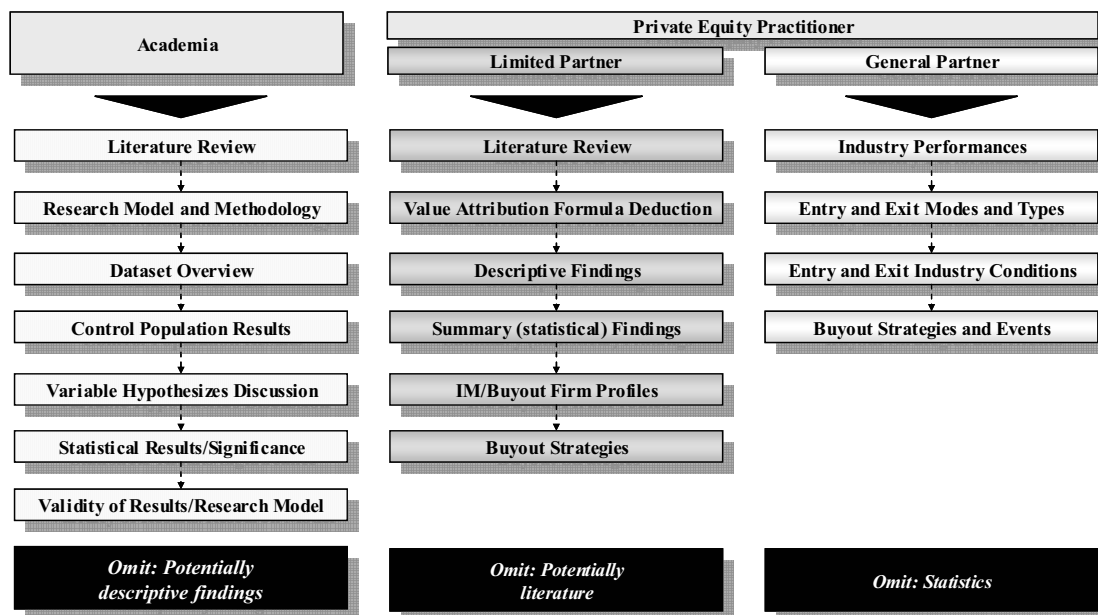 Academia
Private Equity Practitioner
Limited Partner
General Partner
Literature Review
Research Model and Methodology
Dataset Overview
Control Population Results
Variable Hypothesizes Discussion
Statistical Results/Significance
Validity of Results/Research Model
Omit: Potentially
descriptive findings
Literature Review
Value Attribution Formula Deduction
Descriptive Findings
Summary (statistical) Findings
IM/Buyout Firm Profiles
Buyout Strategies
Omit: Potentially
literature
Industry Performances
Entry and Exit Modes and Types
Entry and Exit Industry Conditions
Buyout Strategies and Events
Omit: Statistics